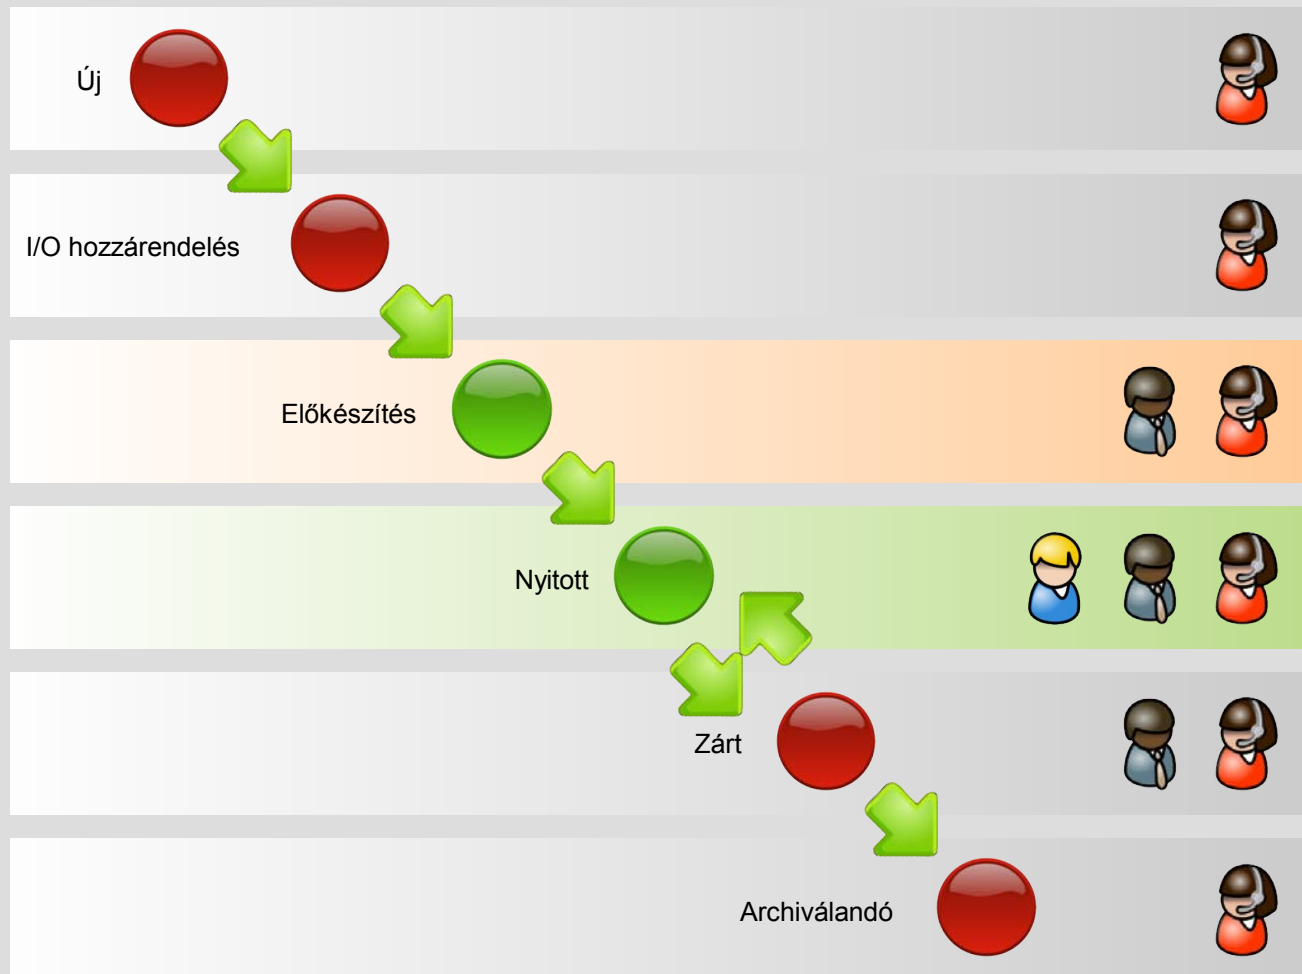 Új
I/O hozzárendelés
Előkészítés
Nyitott
Zárt
Archiválandó